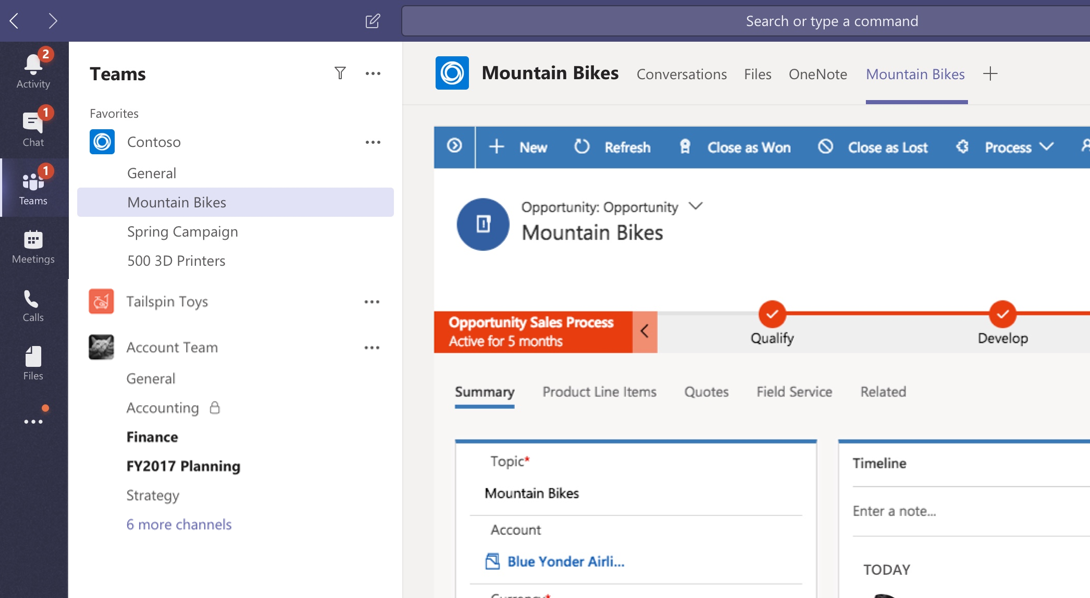 Search or type a command
2
Activity
1
Chat
1
Teams
Meetings
Calls
Files
Teams
Favorites
Contoso
General
Mountain Bikes
Spring Campaign
500 3D Printers
Tailspin Toys
Account Team
General
Accounting
Finance
FY2017 Planning
Strategy
6 more channels
Mountain Bikes Conversations Files OneNote Mountain Bikes
New Refresh Close as Won Close as Lost Process
Opportunity: Opportunity
Mountain Bikes
Opportunity Sales Process
Active for 5 months
Qualify
Develop
Summary Product Line Items Quotes Field Service Related
Topic*
Mountain Bikes
Account
Blue Yonder Airli...
Timeline
Enter a note...
TODAY